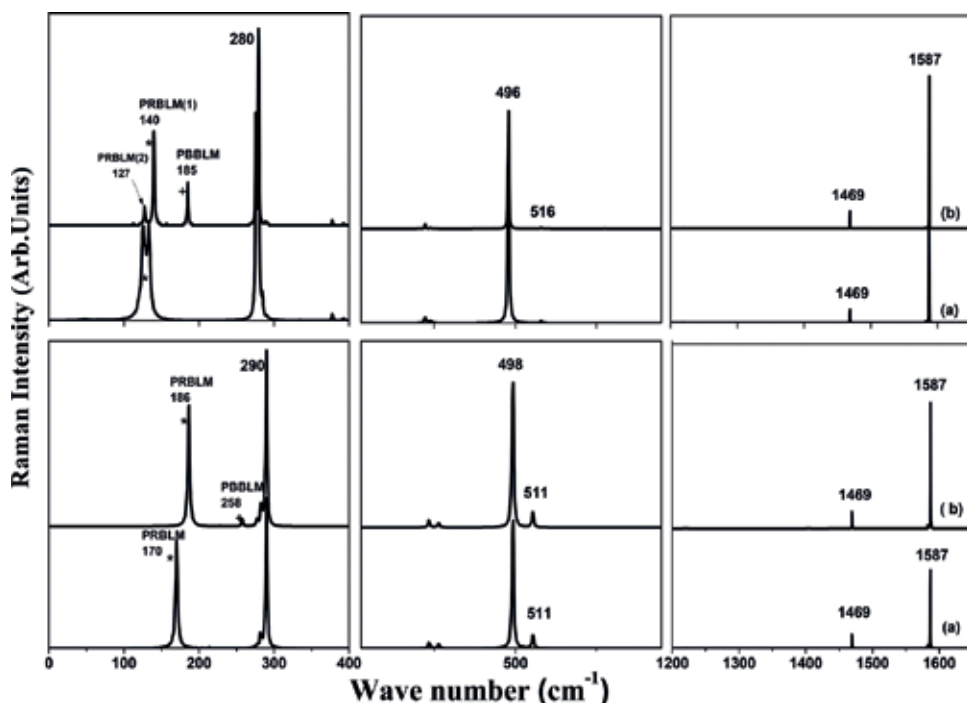 Raman Intensity (Arb.Units)
280
PRBLM(1)
140
*
PRBLM(2)
127
PBBLM
185
+
*
496
516
1587
1469
(b)
1469
(a)
290
PRBLM
186
*
PBBLM
258
+
PRBLM
170
*
498
511
511
1587
1469
( b)
1587
1469
(a)
0 100 200 300 400 500 1200 1300 1400 1500 1600
Wave number (cm-1)